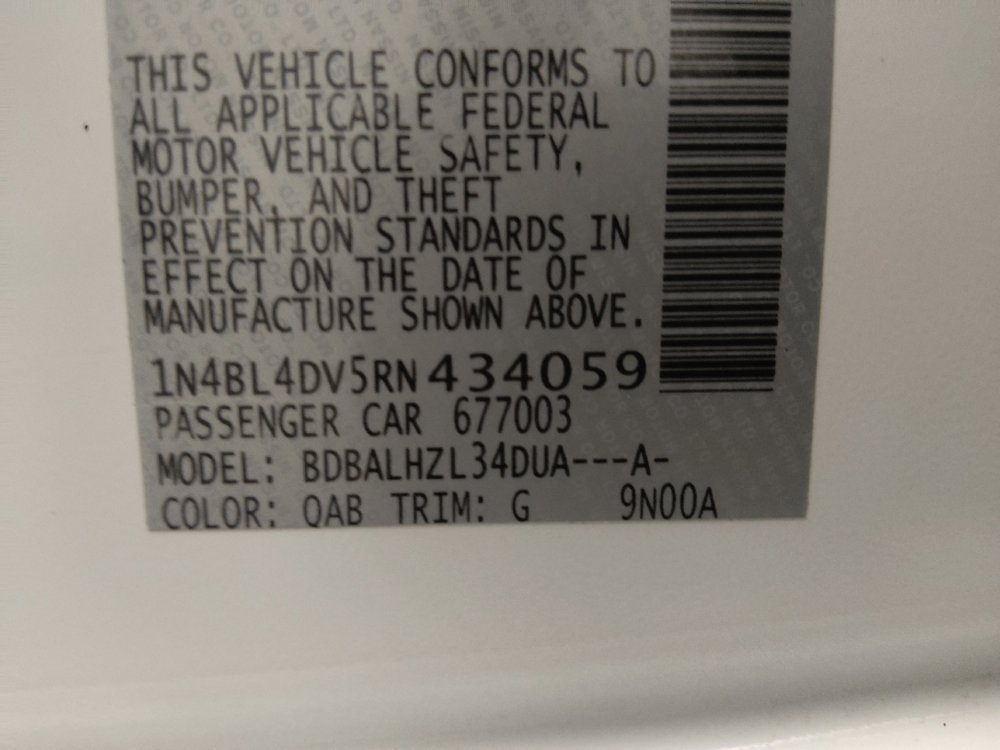 THIS VEHICLE CONFORMS TO
ALL APPLICABLE FEDERAL
MOTOR VEHICLE SAFETY,
BUMPER, AND THEFT
PREVENTION STANDARDS IN
EFFECT ON THE DATE OF
MANUFACTURE SHOWN ABOVE.
1N4BL4DV5RN434059
PASSENGER CAR 677003
MODEL: BDBALHZL34DUA---A-
COLOR: QAB TRIM: G 9N00A